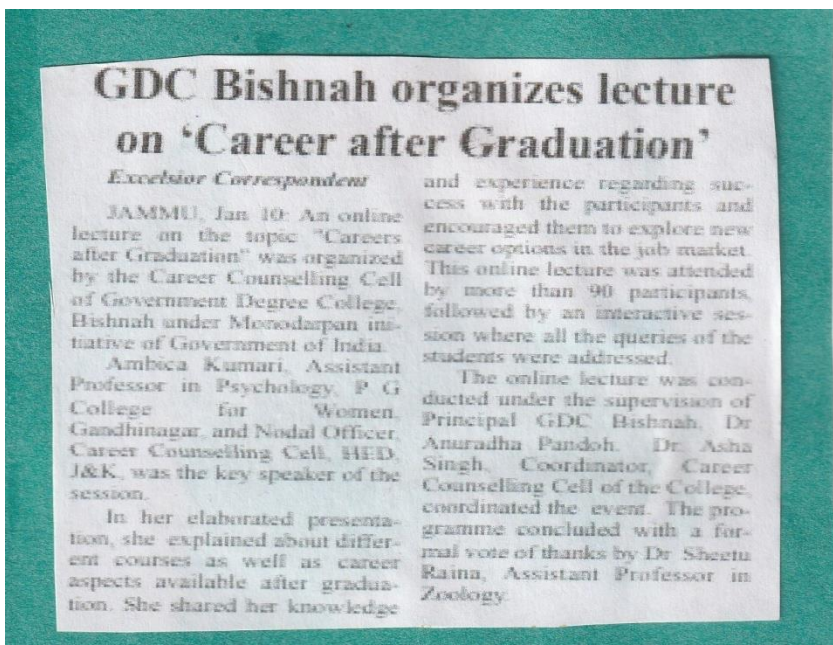 GDC Bishnah organizes lecture
on ‘Career after Graduation’
Excelsior Correspondent
JAMMU, Jan 10: An online
lecture on the topic "Careers
after Graduation" was organized
by the Career Counselling Cell
of Government Degree College,
Bishnah under Monodarpan ini-
tiative of Government of India.
Ambica Kumari, Assistant
Professor in Psychology, P G
College for Women,
Gandhinagar, and Nodal Officer,
Career Counselling Cell, HED,
J&K, was the key speaker of the
session.
In her elaborated presenta-
tion, she explained about differ-
ent courses as well as career
aspects available after gradua-
tion. She shared her knowledge
and experience regarding suc-
cess with the participants and
encouraged them to explore new
career options in the job market.
This online lecture was attended
by more than 90 participants,
followed by an interactive ses-
sion where all the queries of the
students were addressed.
The online lecture was con-
ducted under the supervision of
Principal GDC Bishnah, Dr
Anuradha Pandoh. Dr. Asha
Singh, Coordinator, Career
Counselling Cell of the College,
coordinated the event. The pro-
gramme concluded with a for-
mal vote of thanks by Dr Sheetu
Raina, Assistant Professor in
Zoology.